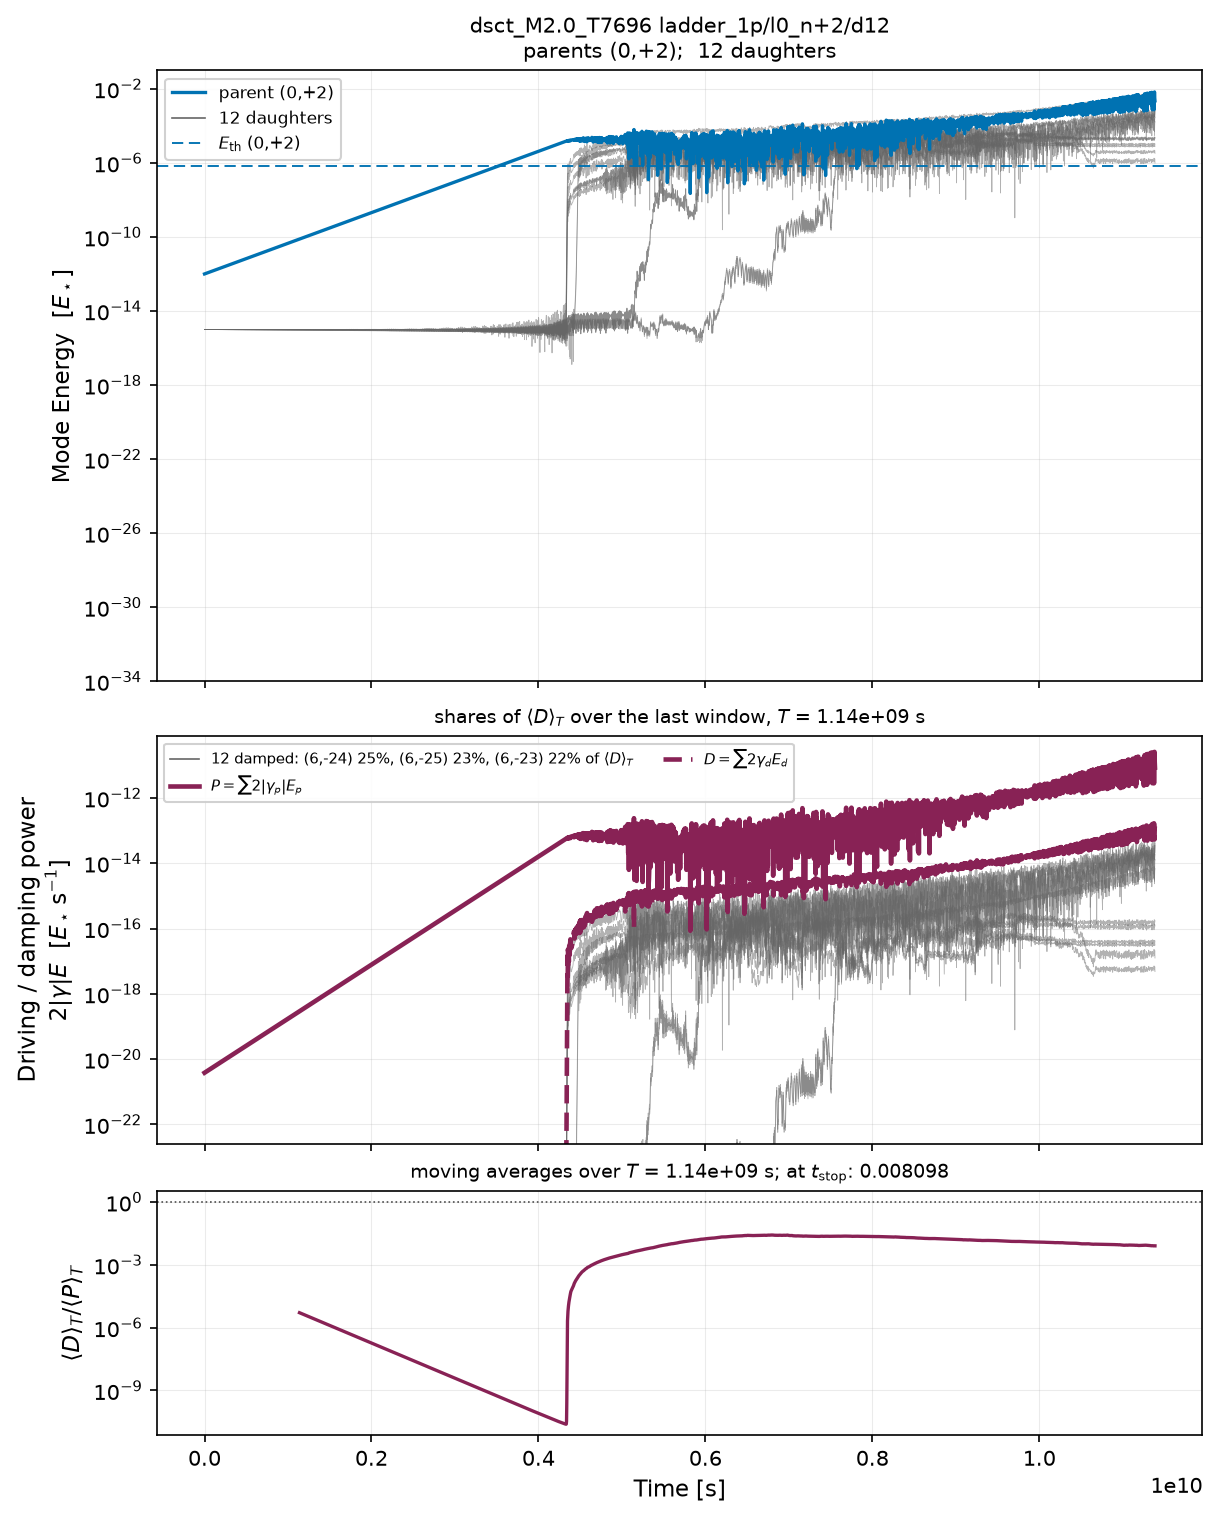 dsct_M2.0_T7696 ladder_1p/l0_n+2/d12
parents (0,+2);  12 daughters
parent (0,+2)
12 daughters
E_th (0,+2)
10^−2
10^−6
10^−10
10^−14
10^−18
10^−22
10^−26
10^−30
10^−34
Mode Energy [E⋆]
shares of ⟨D⟩_T over the last window, T = 1.14e+09 s
12 damped: (6,-24) 25%, (6,-25) 23%, (6,-23) 22% of ⟨D⟩_T
P = ∑2|γ_p|E_p
D = ∑2γ_dE_d
10^−12
10^−14
10^−16
10^−18
10^−20
10^−22
Driving / damping power
2|γ|E [E⋆ s^−1]
moving averages over T = 1.14e+09 s; at t_stop: 0.008098
10^0
10^−3
10^−6
10^−9
⟨D⟩_T/⟨P⟩_T
0.0 0.2 0.4 0.6 0.8 1.0
1e10
Time [s]